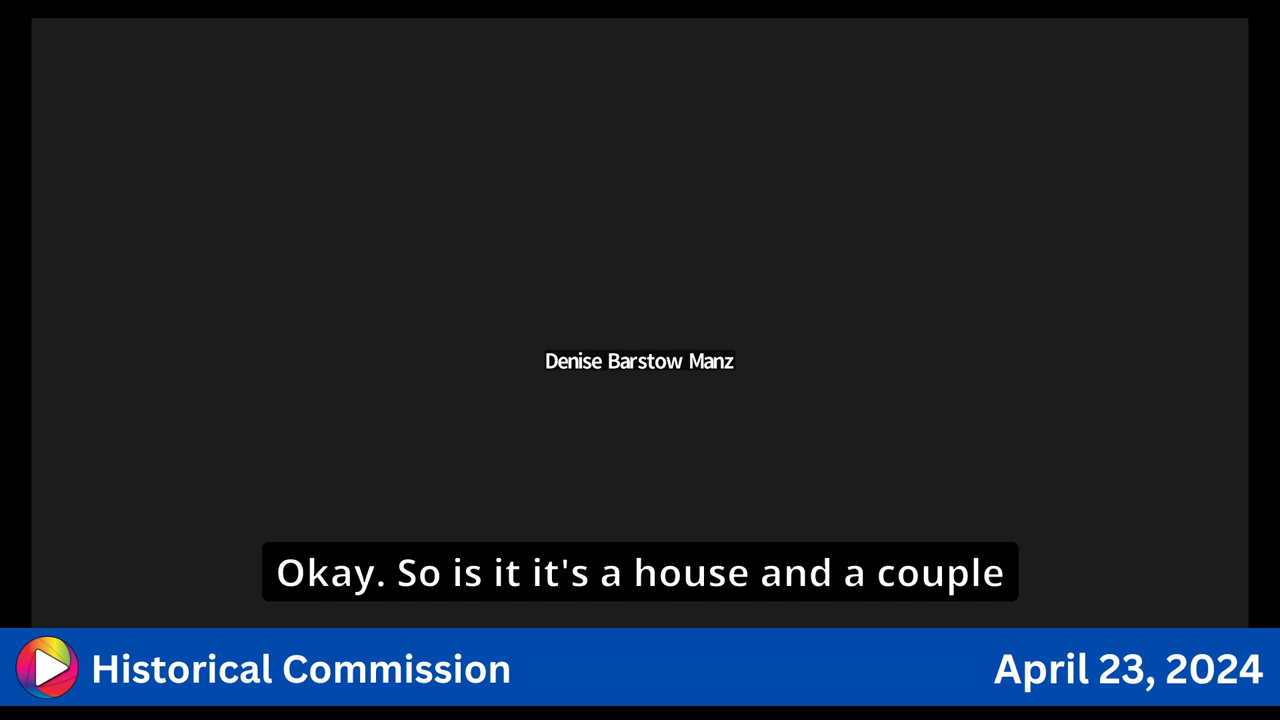 Denise Barstow Manz
Okay. So is it it's a house and a couple
Historical Commission
April 23, 2024